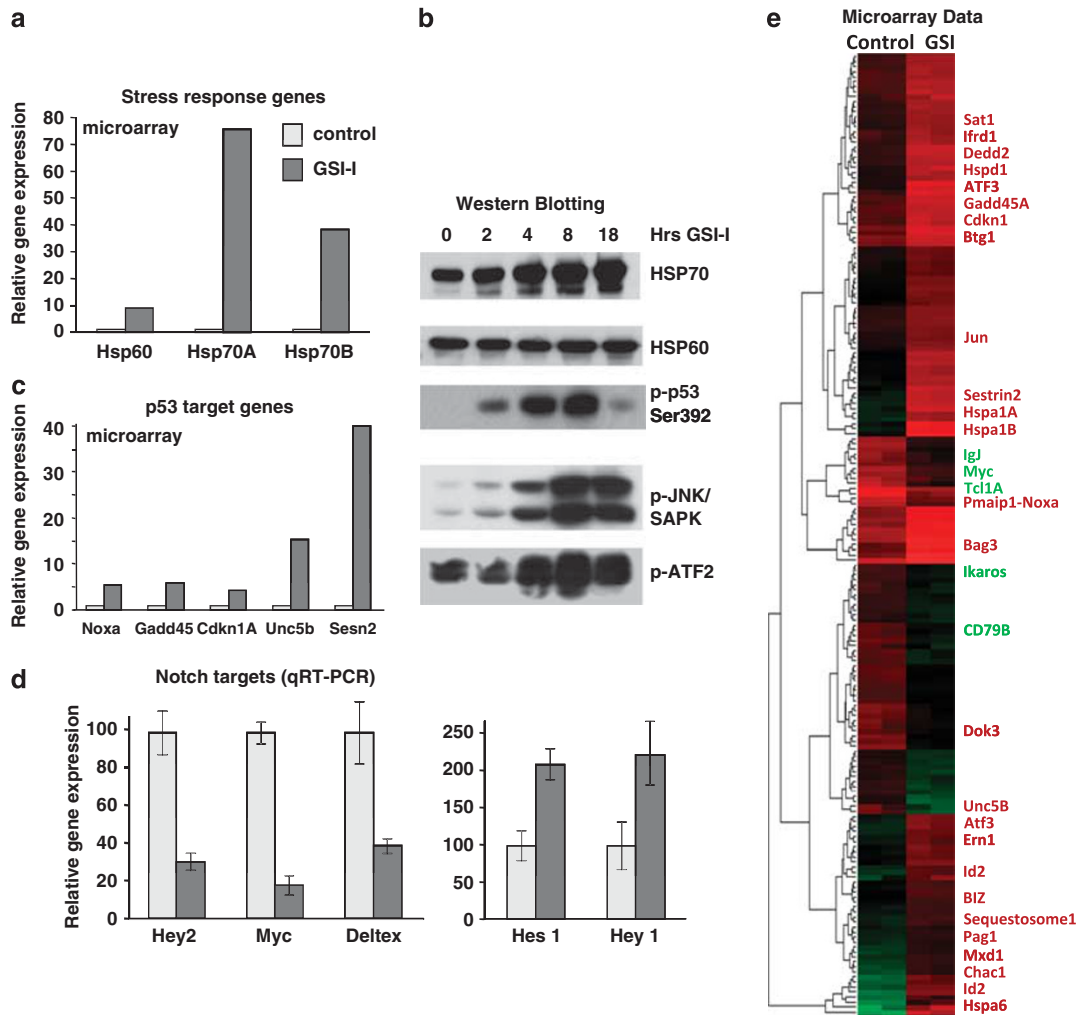 a
Stress response genes
microarray
control
GSI-I
Relative gene expression
80
70
60
50
40
30
20
10
0
Hsp60 Hsp70A Hsp70B
b
Western Blotting
0 2 4 8 18 Hrs GSI-I
HSP70
HSP60
p-p53
Ser392
p-JNK/
SAPK
p-ATF2
c
p53 target genes
microarray
Relative gene expression
40
30
20
10
5
0
Noxa Gadd45 Cdkn1A Unc5b Sesn2
d
Notch targets (qRT-PCR)
Relative gene expression
100
80
60
40
20
0
Hey2 Myc Deltex
250
200
150
100
50
0
Hes 1 Hey 1
e
Microarray Data
Control GSI
Sat1
Ifrd1
Dedd2
Hspd1
ATF3
Gadd45A
Cdkn1
Btg1
Jun
Sestrin2
Hspa1A
Hspa1B
IgJ
Myc
Tcl1A
Pmaip1-Noxa
Bag3
Ikaros
CD79B
Dok3
Unc5B
Atf3
Ern1
Id2
BIZ
Sequestosome1
Pag1
Mxd1
Chac1
Id2
Hspa6